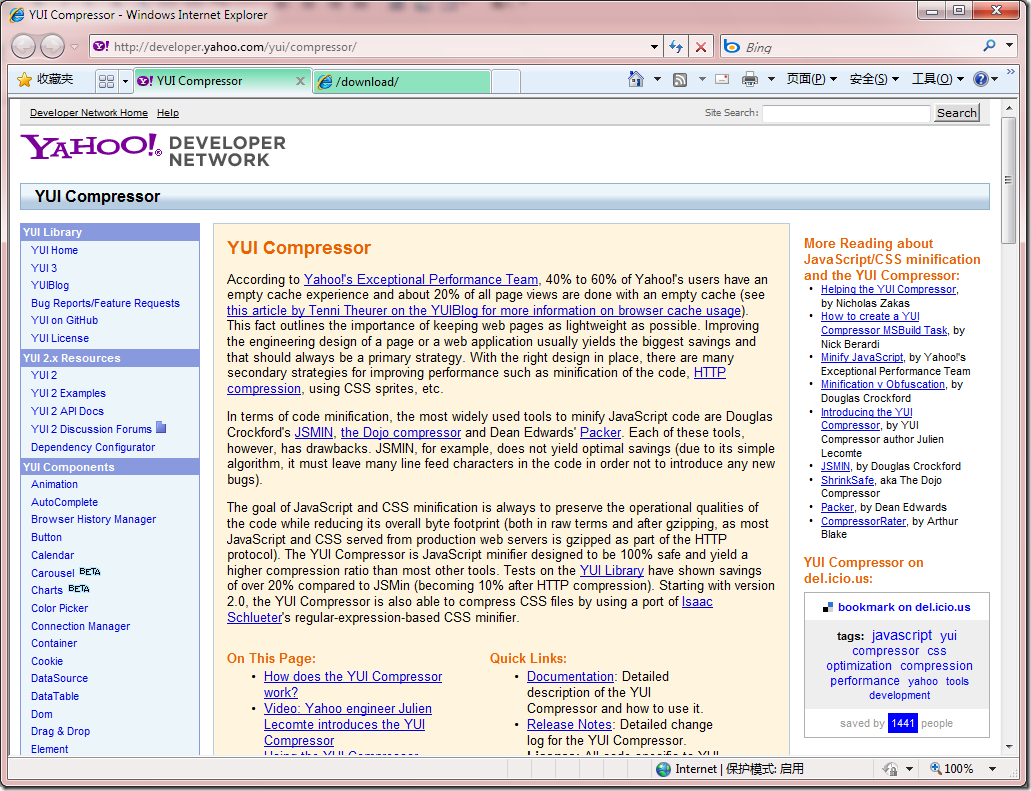 YUI Compressor - Windows Internet Explorer
http://developer.yahoo.com/yui/compressor/
Bing
收藏夹
YUI Compressor
/download/
页面(P)
安全(S)
工具(O)
Developer Network Home Help
Site Search:
Search
YAHOO!® DEVELOPER
NETWORK
YUI Compressor
YUI Library
YUI Home
YUI 3
YUIBlog
Bug Reports/Feature Requests
YUI on GitHub
YUI License
YUI 2.x Resources
YUI 2
YUI 2 Examples
YUI 2 API Docs
YUI 2 Discussion Forums
Dependency Configurator
YUI Components
Animation
AutoComplete
Browser History Manager
Button
Calendar
Carousel BETA
Charts BETA
Color Picker
Connection Manager
Container
Cookie
DataSource
DataTable
Dom
Drag & Drop
Element
YUI Compressor
According to Yahoo!'s Exceptional Performance Team, 40% to 60% of Yahoo!'s users have an
empty cache experience and about 20% of all page views are done with an empty cache (see
this article by Tenni Theurer on the YUIBlog for more information on browser cache usage).
This fact outlines the importance of keeping web pages as lightweight as possible. Improving
the engineering design of a page or a web application usually yields the biggest savings and
that should always be a primary strategy. With the right design in place, there are many
secondary strategies for improving performance such as minification of the code, HTTP
compression, using CSS sprites, etc.
In terms of code minification, the most widely used tools to minify JavaScript code are Douglas
Crockford's JSMIN, the Dojo compressor and Dean Edwards' Packer. Each of these tools,
however, has drawbacks. JSMIN, for example, does not yield optimal savings (due to its simple
algorithm, it must leave many line feed characters in the code in order not to introduce any new
bugs).
The goal of JavaScript and CSS minification is always to preserve the operational qualities of
the code while reducing its overall byte footprint (both in raw terms and after gzipping, as most
JavaScript and CSS served from production web servers is gzipped as part of the HTTP
protocol). The YUI Compressor is JavaScript minifier designed to be 100% safe and yield a
higher compression ratio than most other tools. Tests on the YUI Library have shown savings
of over 20% compared to JSMin (becoming 10% after HTTP compression). Starting with version
2.0, the YUI Compressor is also able to compress CSS files by using a port of Isaac
Schlueter's regular-expression-based CSS minifier.
On This Page:
• How does the YUI Compressor
work?
• Video: Yahoo engineer Julien
Lecomte introduces the YUI
Compressor
Using the YUI Compressor
Quick Links:
• Documentation: Detailed
description of the YUI
Compressor and how to use it.
• Release Notes: Detailed change
log for the YUI Compressor.
License: All code specific to YUI
More Reading about
JavaScript/CSS minification
and the YUI Compressor:
• Helping the YUI Compressor,
by Nicholas Zakas
• How to create a YUI
Compressor MSBuild Task, by
Nick Berardi
• Minify JavaScript, by Yahoo!'s
Exceptional Performance Team
• Minification v Obfuscation, by
Douglas Crockford
• Introducing the YUI
Compressor, by YUI
Compressor author Julien
Lecomte
• JSMIN, by Douglas Crockford
• ShrinkSafe, aka The Dojo
Compressor
• Packer, by Dean Edwards
• CompressorRater, by Arthur
Blake
YUI Compressor on
del.icio.us:
bookmark on del.icio.us
tags: javascript yui
compressor css
optimization compression
performance yahoo tools
development
saved by 1441 people
Internet | 保护模式: 启用
100%